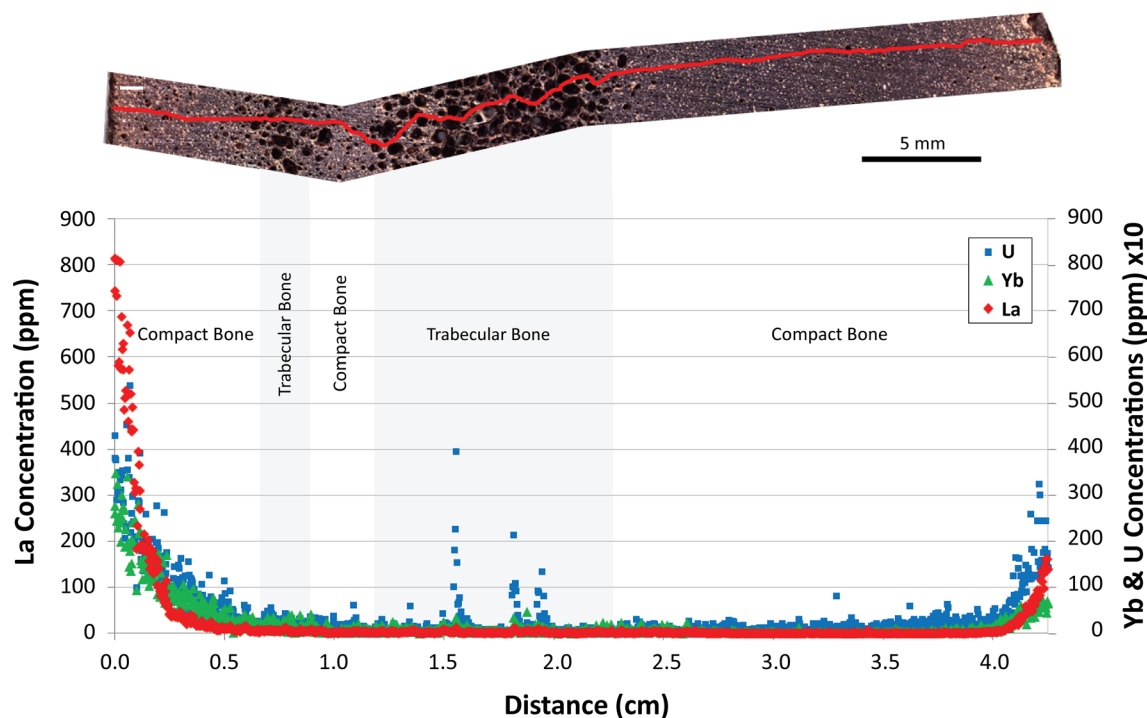 5 mm
La Concentration (ppm)
900
800
700
600
500
400
300
200
100
0
Compact Bone
Trabecular Bone
Compact Bone
Trabecular Bone
Compact Bone
U
Yb
La
900
800
700
600
500
400
300
200
100
0
Yb & U Concentrations (ppm) x10
0.0 0.5 1.0 1.5 2.0 2.5 3.0 3.5 4.0
Distance (cm)